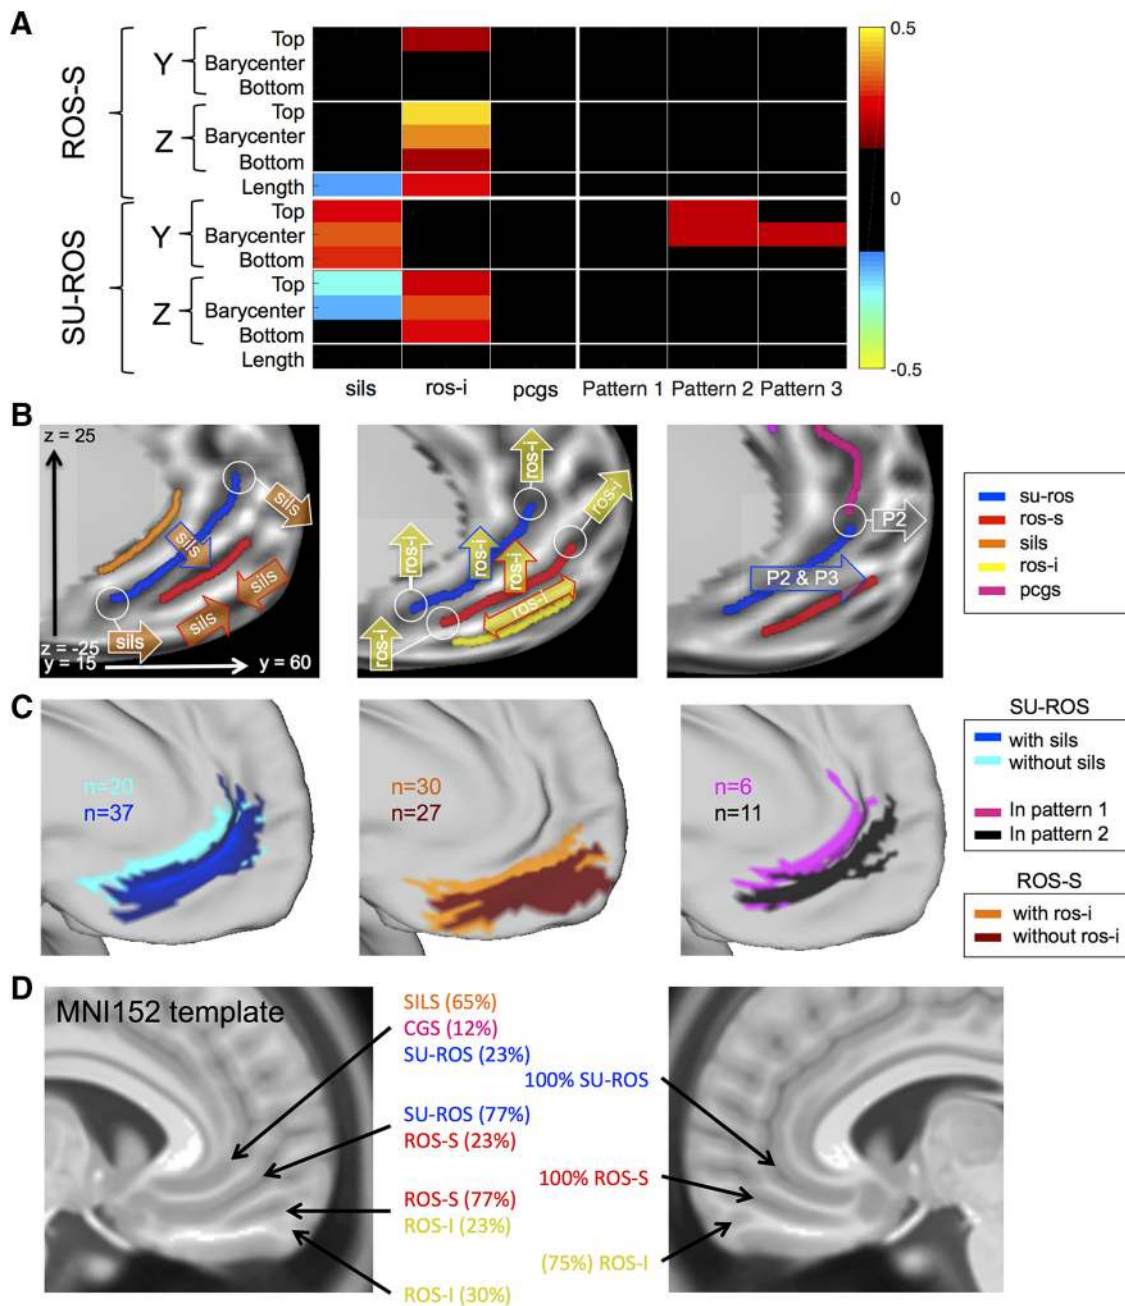 A
ROS-S
SU-ROS
Y
Z
Y
Z
Top
Barycenter
Bottom
Top
Barycenter
Bottom
Length
Top
Barycenter
Bottom
Top
Barycenter
Bottom
Length
sils
ros-i
pcgs
Pattern 1
Pattern 2
Pattern 3
0.5
0
-0.5
B
z = 25
sils
sils
sils
sils
sils
z = -25
y = 15
y = 60
ros-i
ros-i
ros-i
ros-i
ros-i
ros-i
ros-i
P2
P2 & P3
su-ros
ros-s
sils
ros-i
pcgs
C
n=20
n=37
n=30
n=27
n=6
n=11
SU-ROS
with sils
without sils
In pattern 1
In pattern 2
ROS-S
with ros-i
without ros-i
D
MNI152 template
SILS (65%)
CGS (12%)
SU-ROS (23%)
SU-ROS (77%)
ROS-S (23%)
ROS-S (77%)
ROS-I (23%)
ROS-I (30%)
100% SU-ROS
100% ROS-S
(75%) ROS-I